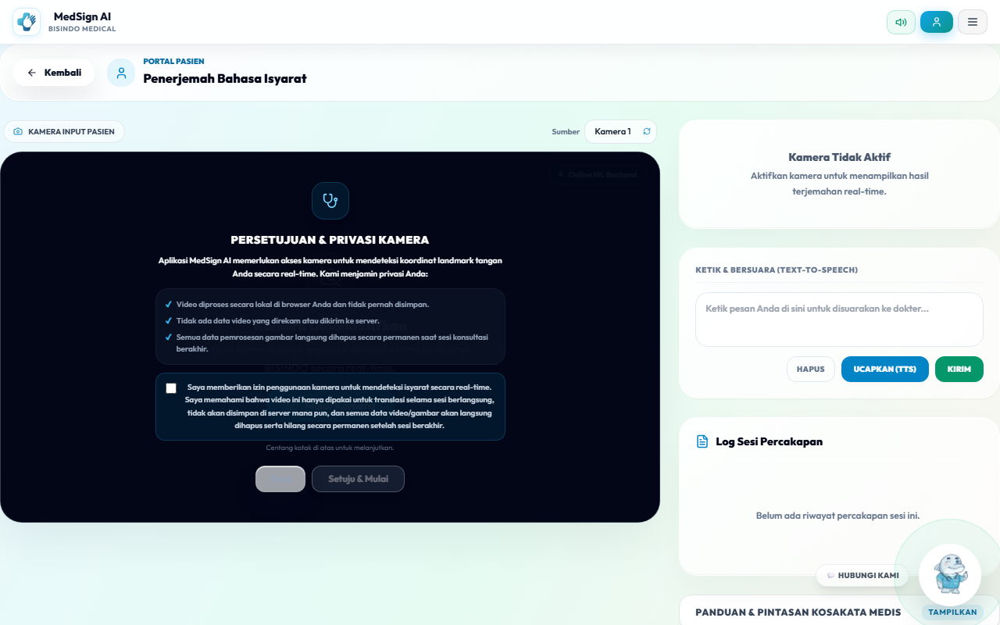 MedSign AI
BISINDO MEDICAL
Kembali
PORTAL PASIEN
Penerjemah Bahasa Isyarat
KAMERA INPUT PASIEN
Sumber
Kamera 1
Online ML Backend
PERSETUJUAN & PRIVASI KAMERA
Aplikasi MedSign AI memerlukan akses kamera untuk mendeteksi koordinat landmark tangan
Anda secara real-time. Kami menjamin privasi Anda:
✓ Video diproses secara lokal di browser Anda dan tidak pernah disimpan.
✓ Tidak ada data video yang direkam atau dikirim ke server.
✓ Semua data pemrosesan gambar langsung dihapus secara permanen saat sesi konsultasi
berakhir.
BISINDO secara real-time
Saya memberikan izin penggunaan kamera untuk mendeteksi isyarat secara real-time.
Saya memahami bahwa video ini hanya dipakai untuk translasi selama sesi berlangsung,
tidak akan disimpan di server mana pun, dan semua data video/gambar akan langsung
dihapus serta hilang secara permanen setelah sesi berakhir.
Centang kotak di atas untuk melanjutkan.
Setuju & Mulai
Kamera Tidak Aktif
Aktifkan kamera untuk menampilkan hasil
terjemahan real-time.
KETIK & BERSUARA (TEXT-TO-SPEECH)
Ketik pesan Anda di sini untuk disuarakan ke dokter...
HAPUS
UCAPKAN (TTS)
KIRIM
Log Sesi Percakapan
Belum ada riwayat percakapan sesi ini.
HUBUNGI KAMI
PANDUAN & PINTASAN KOSAKATA MEDIS
TAMPILKAN